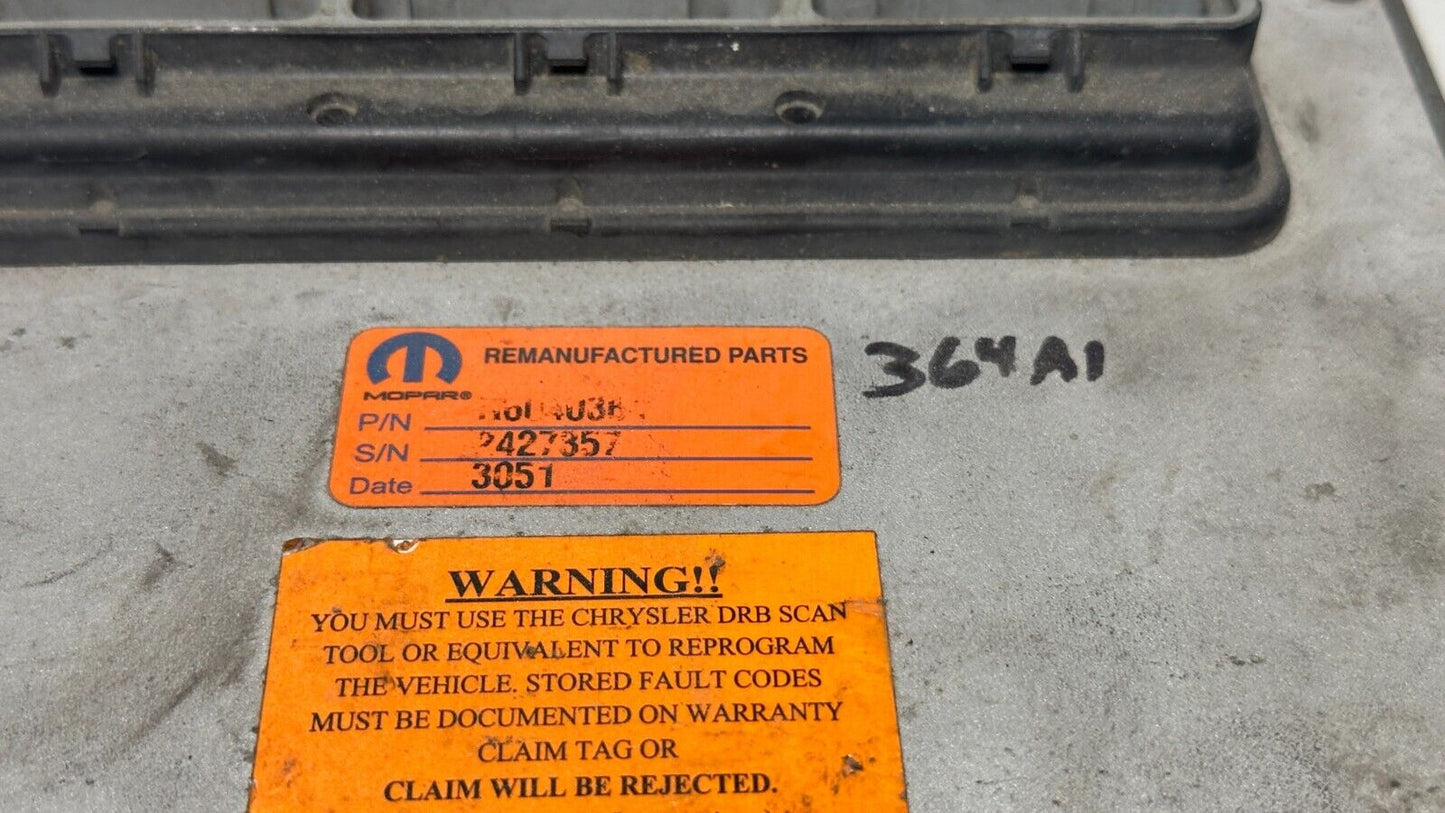 MOPAR®
REMANUFACTURED PARTS
364A1
P/N
S/N 2427357
Date 3051
WARNING!!
YOU MUST USE THE CHRYSLER DRB SCAN
TOOL OR EQUIVALENT TO REPROGRAM
THE VEHICLE. STORED FAULT CODES
MUST BE DOCUMENTED ON WARRANTY
CLAIM TAG OR
CLAIM WILL BE REJECTED.